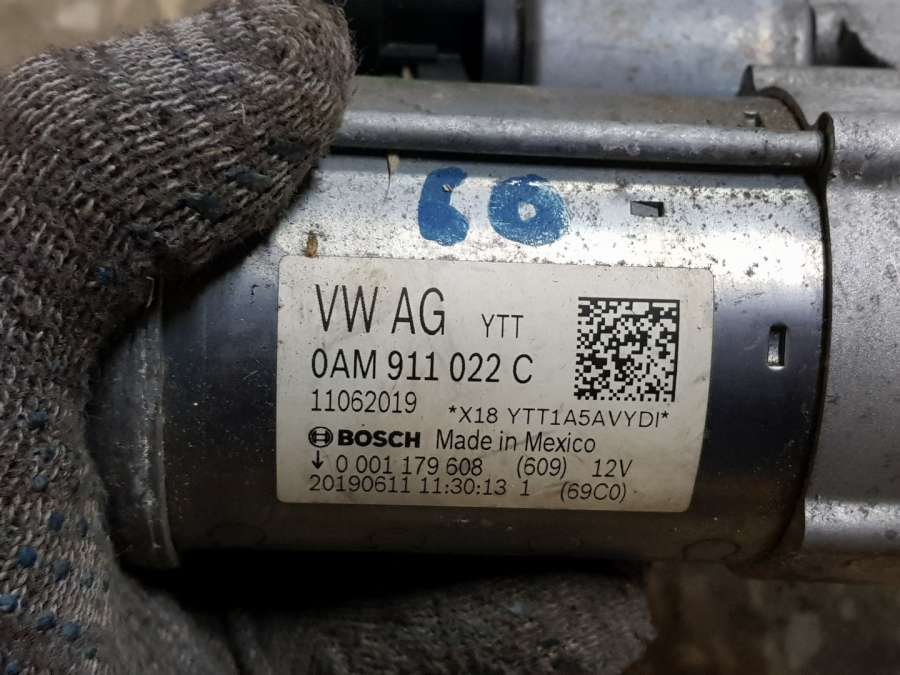 60
VW AG YTT
0AM 911 022 C
11062019 *X18 YTT1A5AVYDI*
BOSCH Made in Mexico
↓ 0 001 179 608 (609) 12V
20190611 11:30:13 1 (69C0)